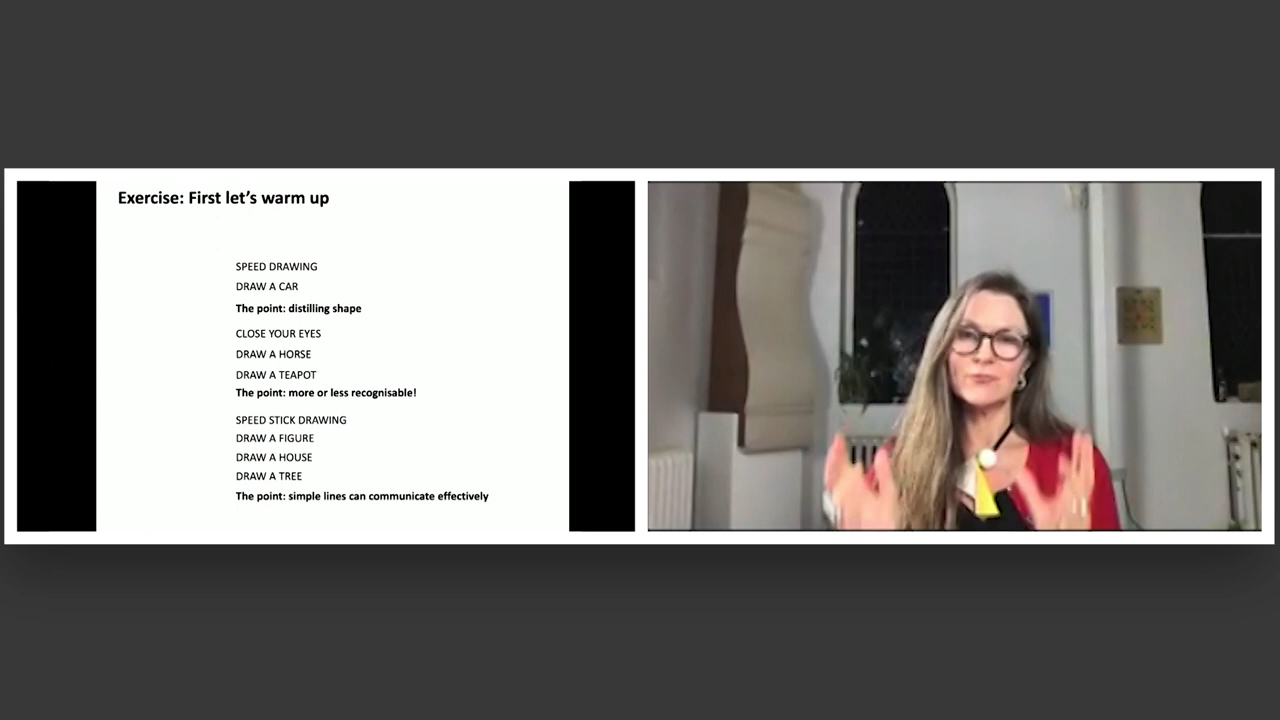 Exercise: First let's warm up
SPEED DRAWING
DRAW A CAR
The point: distilling shape
CLOSE YOUR EYES
DRAW A HORSE
DRAW A TEAPOT
The point: more or less recognisable!
SPEED STICK DRAWING
DRAW A FIGURE
DRAW A HOUSE
DRAW A TREE
The point: simple lines can communicate effectively